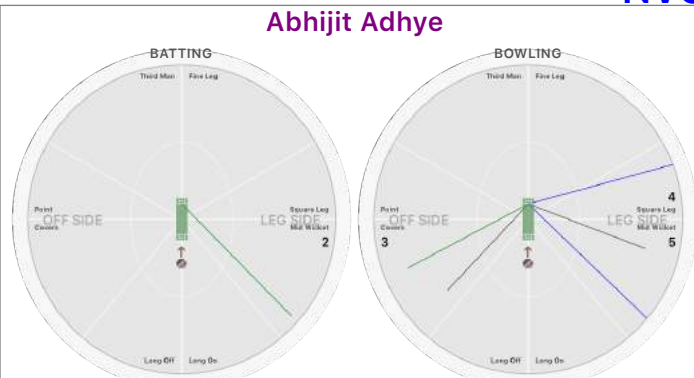 Abhijit Adhye
BATTING
Third Man Fine Leg
Point
OFF SIDE
Covers
Square Leg
LEG SIDE
Mid Wicket
2
Long Off Long On
BOWLING
Third Man Fine Leg
Point
OFF SIDE
Covers
3
4
Square Leg
LEG SIDE
Mid Wicket
5
Long Off Long On